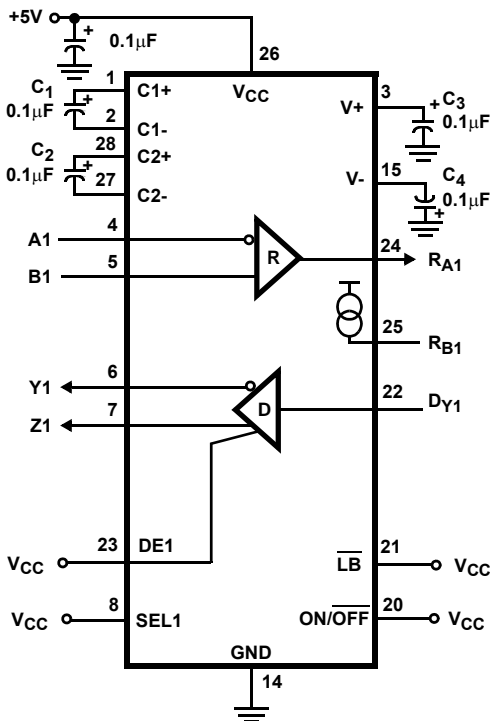 +5V
+
0.1µF
26
VCC
1
C1
+
0.1µF
C1+
2
C1-
28
C2
+
0.1µF
C2+
27
C2-
3
V+
+
C3
0.1µF
15
V-
C4
0.1µF
+
4
A1
R
24
RA1
5
B1
25
RB1
6
Y1
D
22
DY1
7
Z1
23
VCC
DE1
21
LB
VCC
8
VCC
SEL1
20
ON/OFF
VCC
GND
14